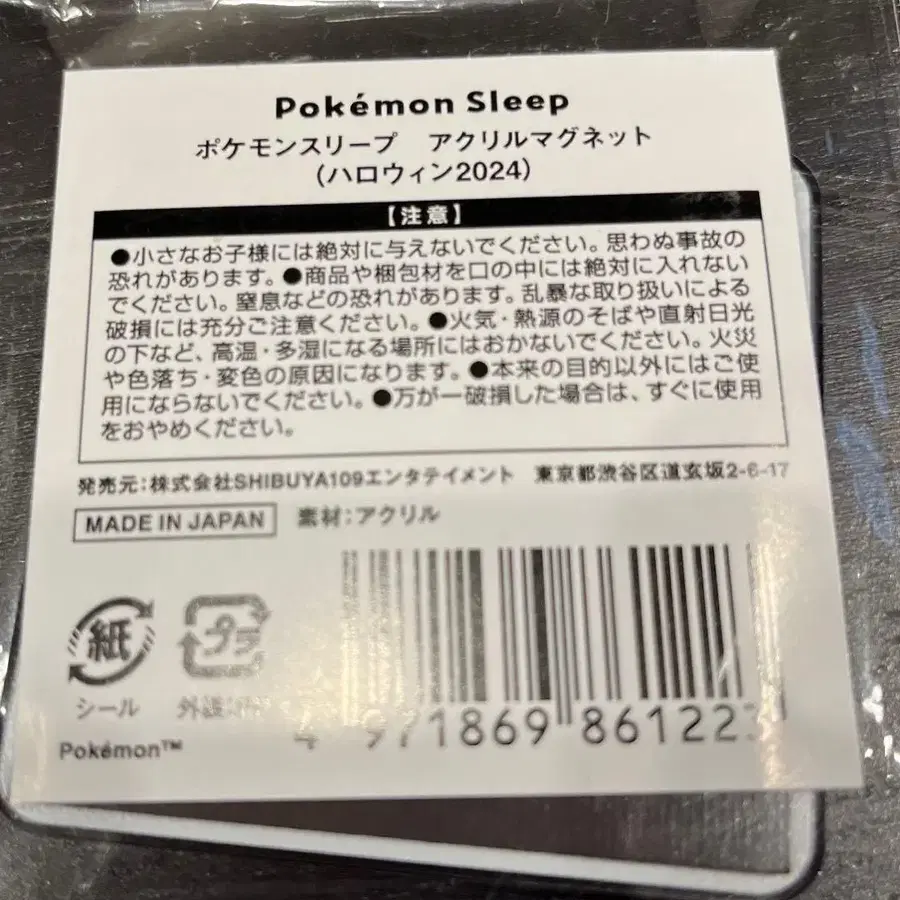 Pokémon Sleep
ポケモンスリープ　アクリルマグネット
(ハロウィン2024)
【注意】
●小さなお子様には絶対に与えないでください。思わぬ事故の
恐れがあります。●商品や梱包材を口の中には絶対に入れない
でください。窒息などの恐れがあります。乱暴な取り扱いによる
破損には充分ご注意ください。●火気・熱源のそばや直射日光
の下など、高温・多湿になる場所にはおかないでください。火災
や色落ち・変色の原因になります。●本来の目的以外にはご使
用にならないでください。●万が一破損した場合は、すぐに使用
をおやめください。
発売元:株式会社SHIBUYA109エンタテイメント　東京都渋谷区道玄坂2-6-17
MADE IN JAPAN　素材:アクリル
紙　プラ
シール
4 971869 861223
Pokémon™